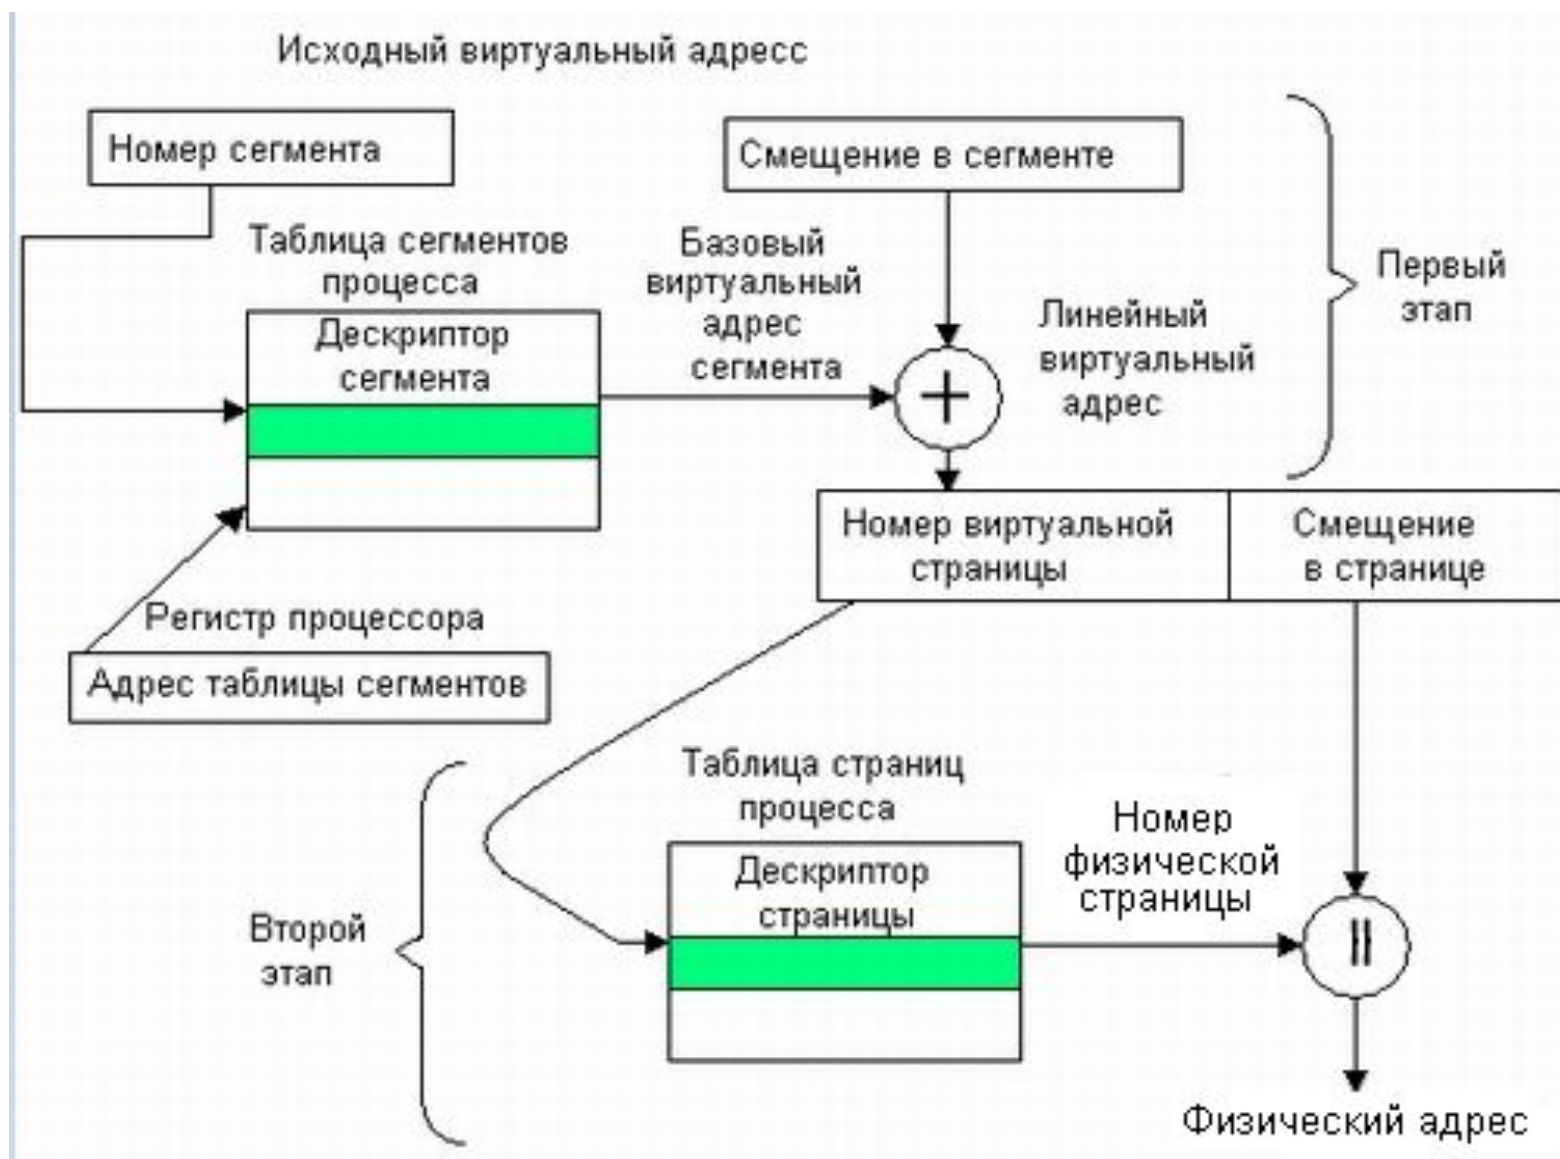 Исходный виртуальный адресс
Номер сегмента
Смещение в сегменте
Таблица сегментов
процесса
Дескриптор
сегмента
Базовый
виртуальный
адрес
сегмента
+
Линейный
виртуальный
адрес
Первый
этап
Номер виртуальной
страницы
Смещение
в странице
Регистр процессора
Адрес таблицы сегментов
Таблица страниц
процесса
Дескриптор
страницы
Номер
физической
страницы
||
Второй
этап
Физический адрес